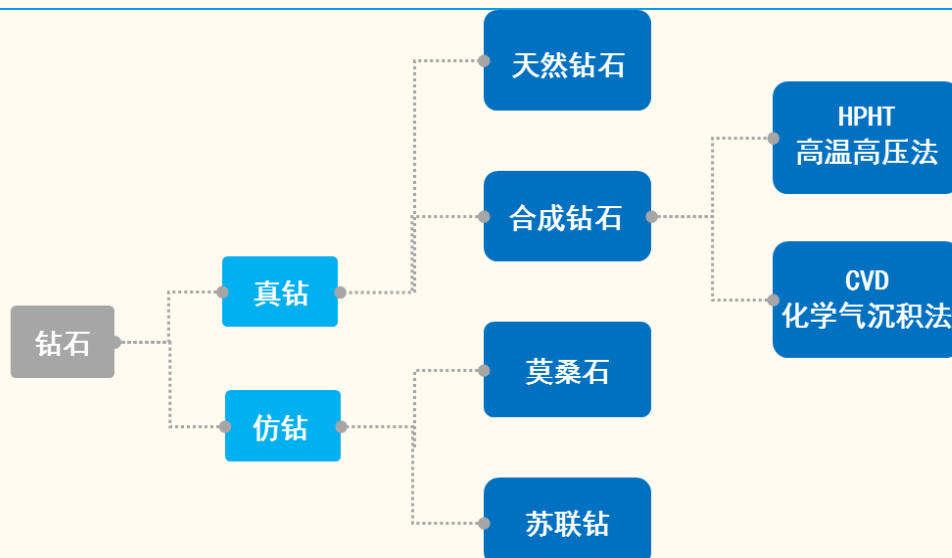 钻石
真钻
仿钻
天然钻石
合成钻石
莫桑石
苏联钻
HPHT
高温高压法
CVD
化学气沉积法